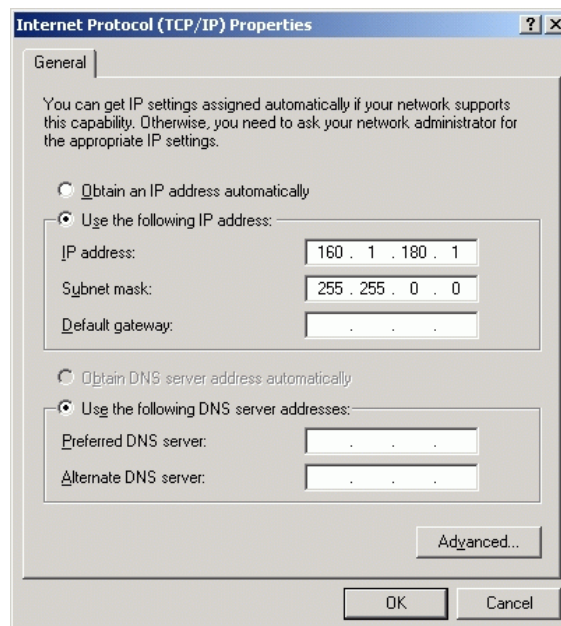 Internet Protocol (TCP/IP) Properties
General
You can get IP settings assigned automatically if your network supports
this capability. Otherwise, you need to ask your network administrator for
the appropriate IP settings.
Obtain an IP address automatically
Use the following IP address:
IP address: 160 . 1 . 180 . 1
Subnet mask: 255 . 255 . 0 . 0
Default gateway: . . .
Obtain DNS server address automatically
Use the following DNS server addresses:
Preferred DNS server: . . .
Alternate DNS server: . . .
Advanced...
OK Cancel